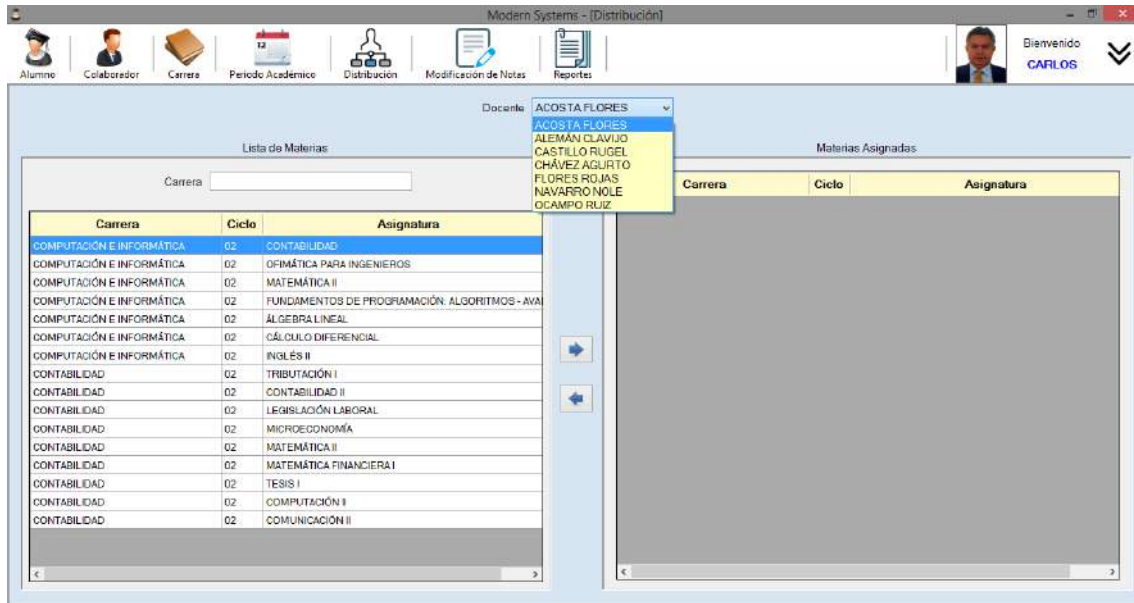 Modern Systems - [Distribución]
12
Alumno Colaborador Carrera Periodo Académico Distribución Modificación de Notas Reportes
Bienvenido
CARLOS
Docente ACOSTA FLORES
ACOSTA FLORES
ALEMÁN CLAVIJO
CASTILLO RUGEL
CHÁVEZ AGURTO
FLORES ROJAS
NAVARRO NOLE
OCAMPO RUIZ
Lista de Materias
Materias Asignadas
Carrera
Carrera Ciclo Asignatura
Carrera Ciclo Asignatura
COMPUTACIÓN E INFORMÁTICA 02 CONTABILIDAD
COMPUTACIÓN E INFORMÁTICA 02 OFIMÁTICA PARA INGENIEROS
COMPUTACIÓN E INFORMÁTICA 02 MATEMÁTICA II
COMPUTACIÓN E INFORMÁTICA 02 FUNDAMENTOS DE PROGRAMACIÓN: ALGORITMOS - AVA
COMPUTACIÓN E INFORMÁTICA 02 ÁLGEBRA LINEAL
COMPUTACIÓN E INFORMÁTICA 02 CÁLCULO DIFERENCIAL
COMPUTACIÓN E INFORMÁTICA 02 INGLÉS II
CONTABILIDAD 02 TRIBUTACIÓN I
CONTABILIDAD 02 CONTABILIDAD II
CONTABILIDAD 02 LEGISLACIÓN LABORAL
CONTABILIDAD 02 MICROECONOMÍA
CONTABILIDAD 02 MATEMÁTICA II
CONTABILIDAD 02 MATEMÁTICA FINANCIERA I
CONTABILIDAD 02 TESIS I
CONTABILIDAD 02 COMPUTACIÓN II
CONTABILIDAD 02 COMUNICACIÓN II